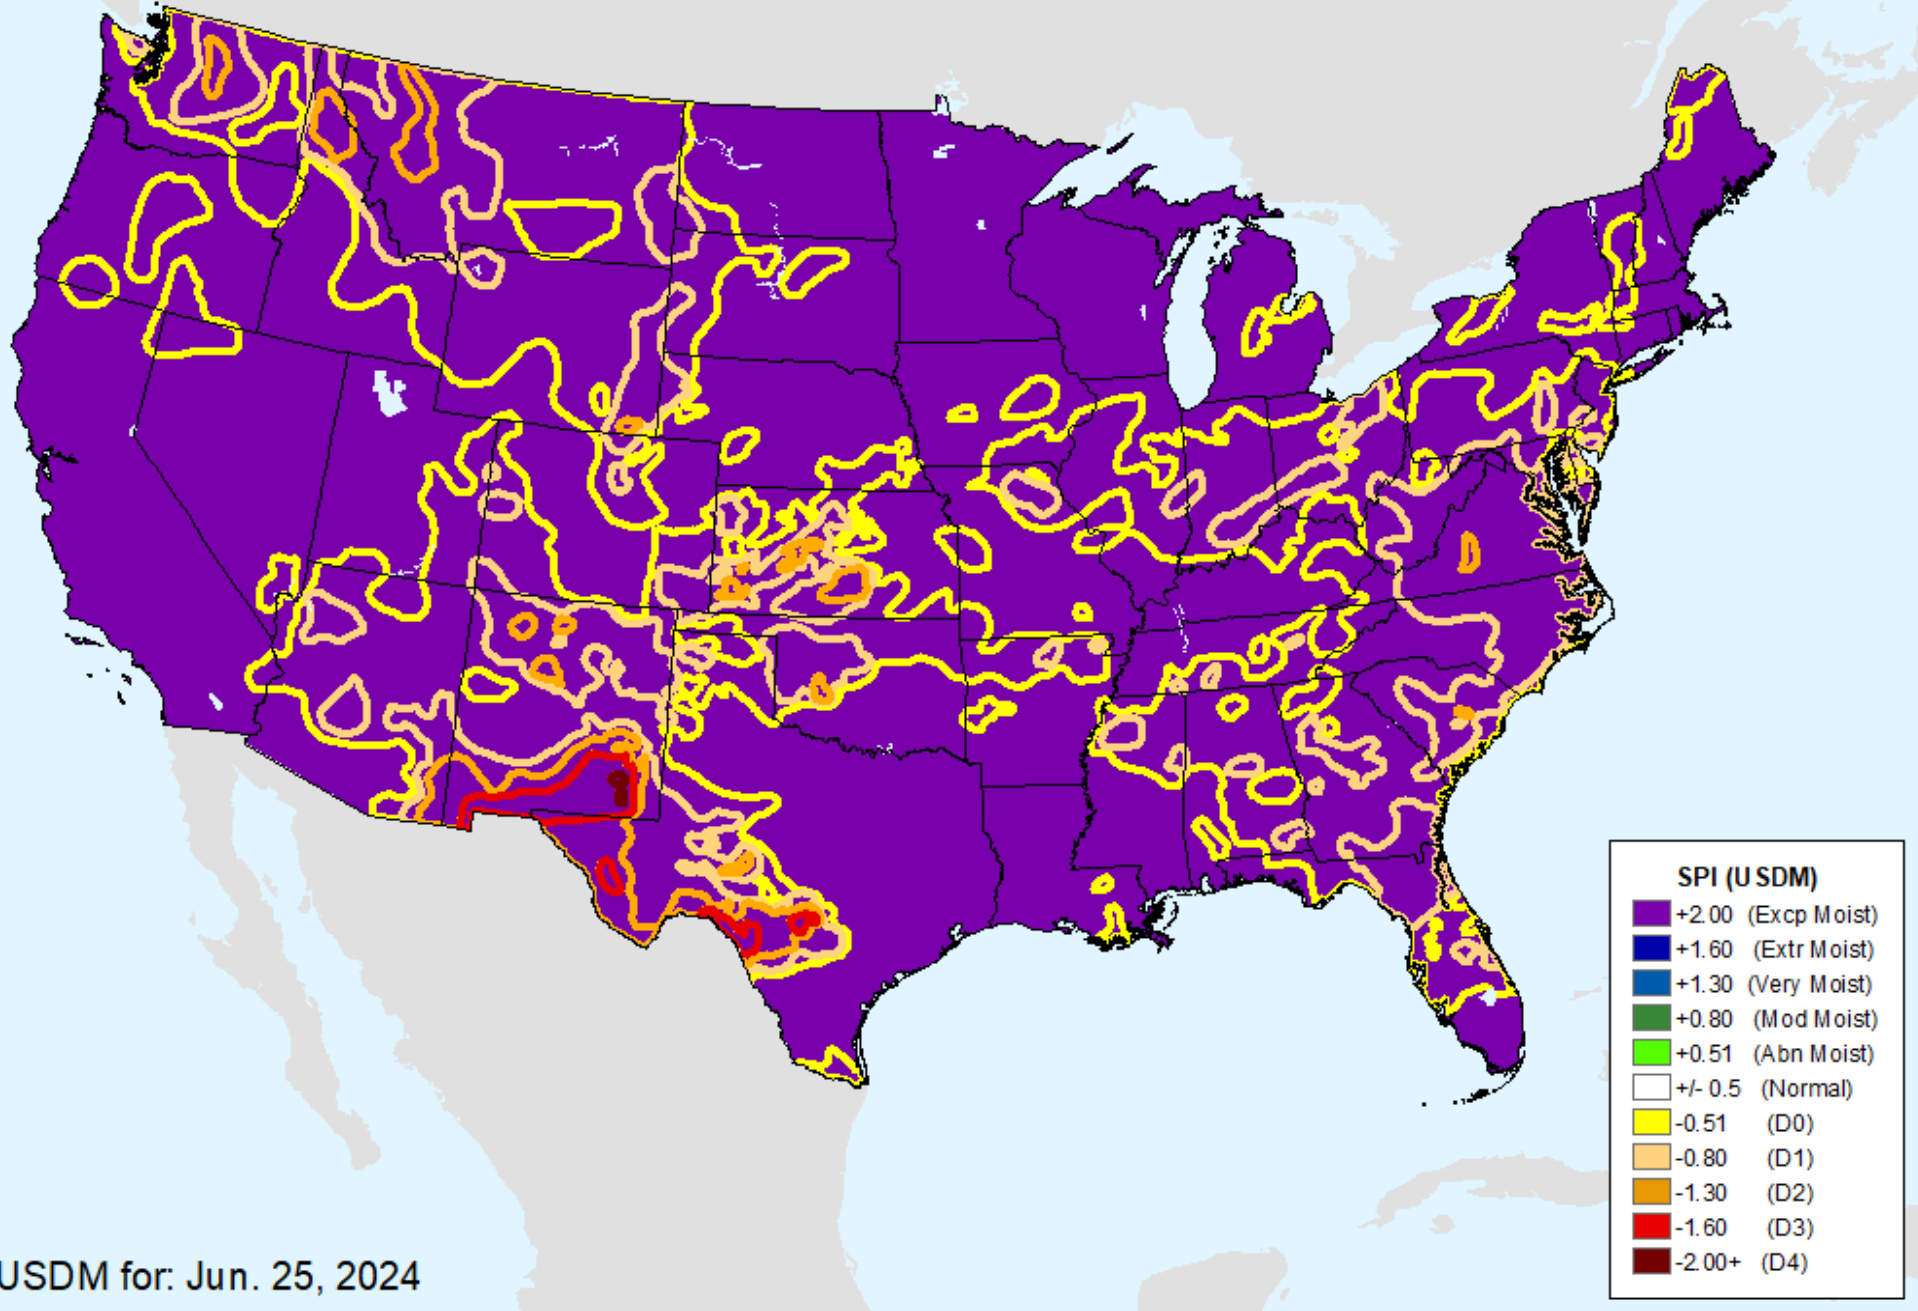 SPI (USDM)
+2.00 (Excp Moist)
+1.60 (Extr Moist)
+1.30 (Very Moist)
+0.80 (Mod Moist)
+0.51 (Abn Moist)
+/- 0.5 (Normal)
-0.51 (D0)
-0.80 (D1)
-1.30 (D2)
-1.60 (D3)
-2.00+ (D4)
USDM for: Jun. 25, 2024